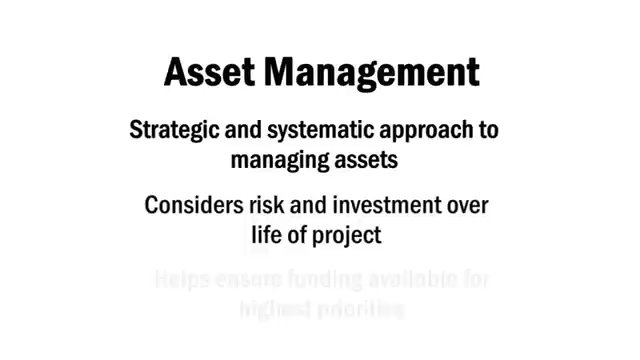 Asset Management
Strategic and systematic approach to
managing assets
Considers risk and investment over
life of project
Helps ensure funding available for
highest priorities